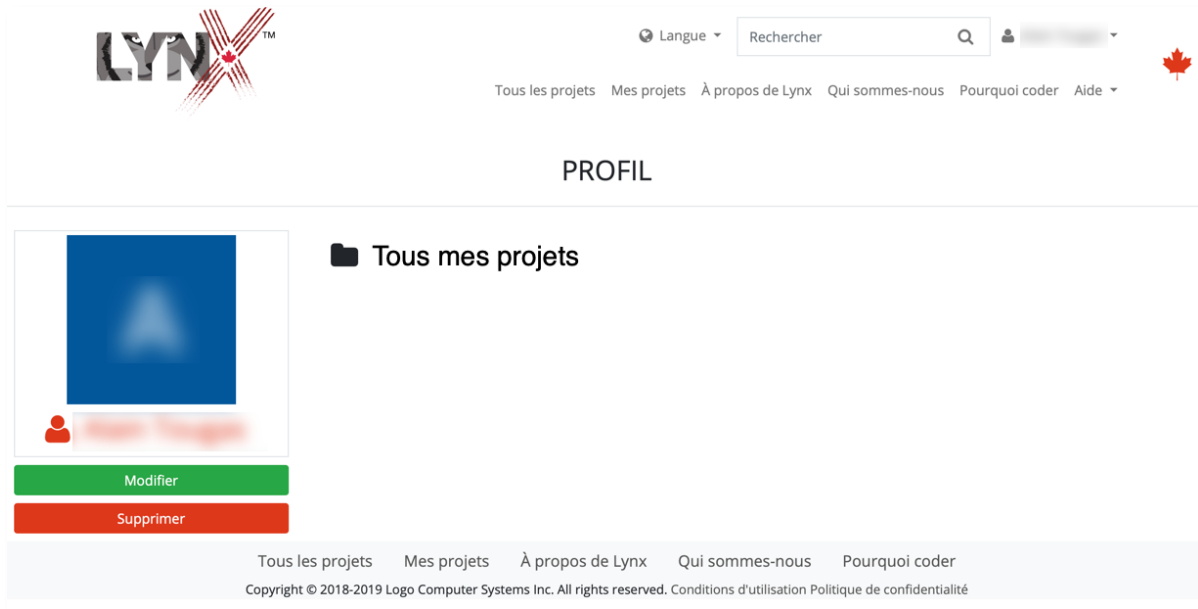 LYNX TM
Langue Rechercher
Tous les projets Mes projets À propos de Lynx Qui sommes-nous Pourquoi coder Aide
PROFIL
Tous mes projets
Modifier
Supprimer
Tous les projets Mes projets À propos de Lynx Qui sommes-nous Pourquoi coder
Copyright © 2018-2019 Logo Computer Systems Inc. All rights reserved. Conditions d'utilisation Politique de confidentialité